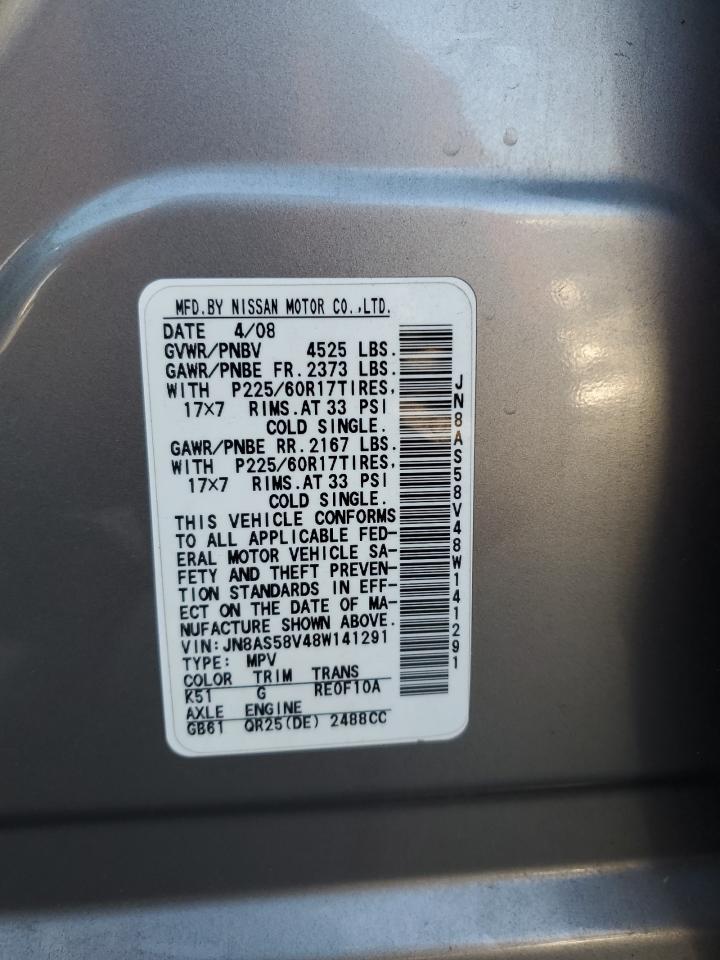 MFD.BY NISSAN MOTOR CO.,LTD.
DATE 4/08
GVWR/PNBV 4525 LBS.
GAWR/PNBE FR.2373 LBS.
WITH P225/60R17TIRES,
17×7 RIMS.AT 33 PSI
COLD SINGLE.
GAWR/PNBE RR.2167 LBS.
WITH P225/60R17TIRES,
17×7 RIMS.AT 33 PSI
COLD SINGLE.
THIS VEHICLE CONFORMS
TO ALL APPLICABLE FED-
ERAL MOTOR VEHICLE SA-
FETY AND THEFT PREVEN-
TION STANDARDS IN EFF-
ECT ON THE DATE OF MA-
NUFACTURE SHOWN ABOVE.
VIN:JN8AS58V48W141291
TYPE: MPV
COLOR TRIM TRANS
K51 G RE0F10A
AXLE ENGINE
GB61 QR25(DE) 2488CC
JN8AS58V48W141291